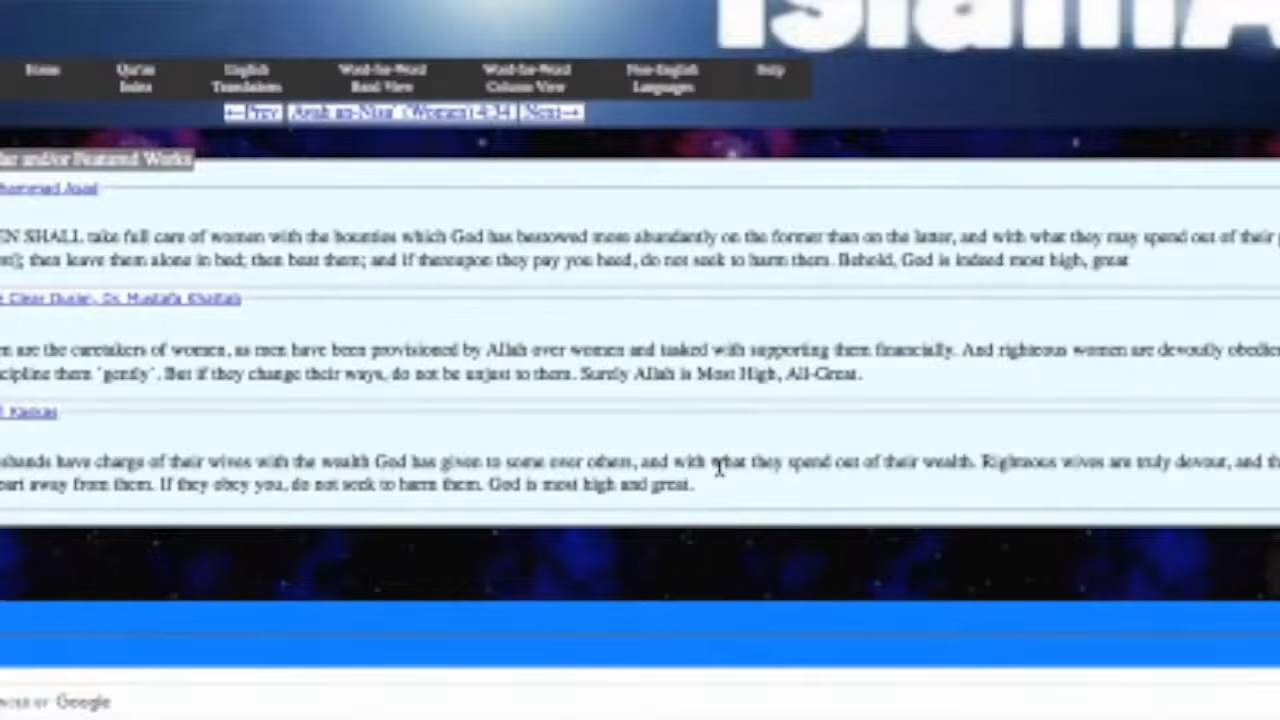 IslamA
Home Qur'an Index English Translations Word-for-Word Read View Word-for-Word Column View Non-English Languages Help
←Prev | Ayah an-Nisa' (Women) 4:34 | Next→
lar and/or Featured Works
hammad Asad
EN SHALL take full care of women with the bounties which God has bestowed more abundantly on the former than on the latter, and with what they may spend out of their
then leave them alone in bed; then beat them; and if thereupon they pay you heed, do not seek to harm them. Behold, God is indeed most high, great
e Clear Quran, Dr. Mustafa Khattab
n are the caretakers of women, as men have been provisioned by Allah over women and tasked with supporting them financially. And righteous women are devoutly obedien
cipline them ˹gently˺. But if they change their ways, do not be unjust to them. Surely Allah is Most High, All-Great.
sbands have charge of their wives with the wealth God has given to some over others, and with what they spend out of their wealth. Righteous wives are truly devout, and th
part away from them. If they obey you, do not seek to harm them. God is most high and great.
Google